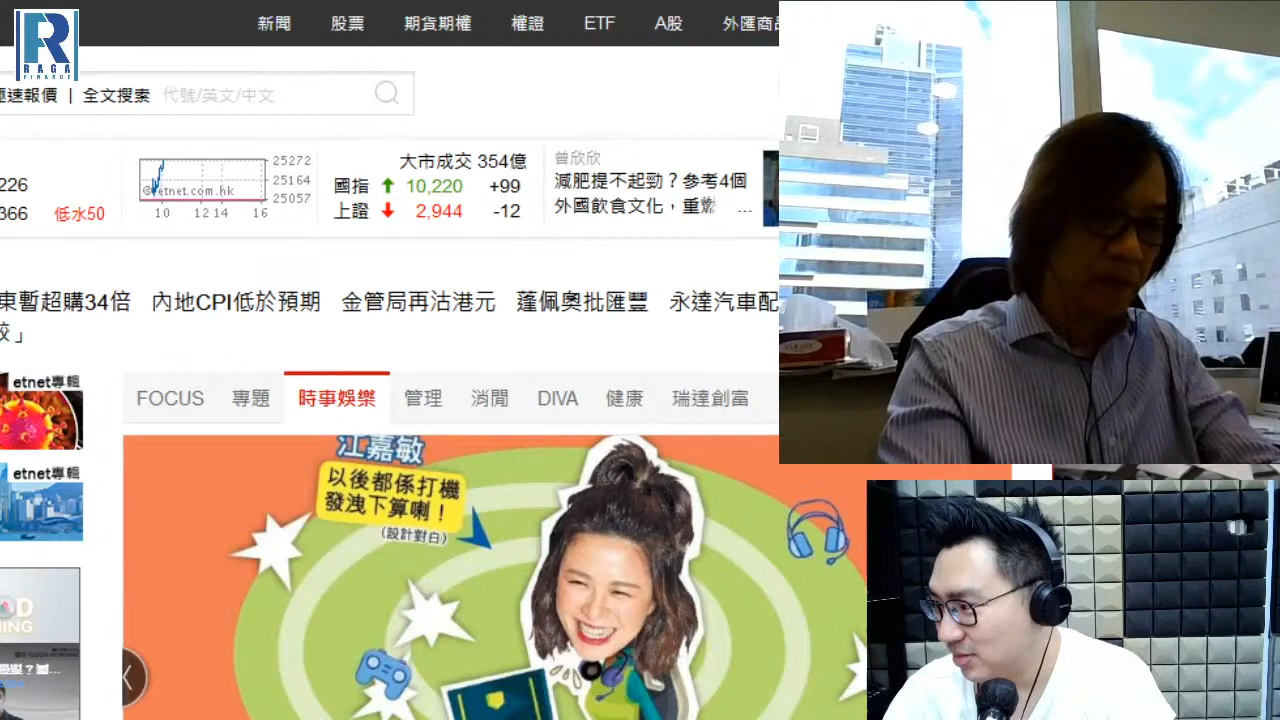 RAGA
FINANCE
新聞 股票 期貨期權 權證 ETF A股 外匯商品
速報價 | 全文搜索 代號/英文/中文
226
366 低水50
25272
25164
25057
©etnet.com.hk
10 12 14 16
大市成交 354億
國指 10,220 +99
上證 2,944 -12
曾欣欣
減肥提不起勁？參考4個
外國飲食文化，重燃 ...
東暫超購34倍 內地CPI低於預期 金管局再沽港元 蓬佩奧批匯豐 永達汽車配
」
etnet專輯
etnet專輯
FOCUS 專題 時事娛樂 管理 消閒 DIVA 健康 瑞達創富
江嘉敏
以後都係打機
發洩下算喇！
(設計對白)